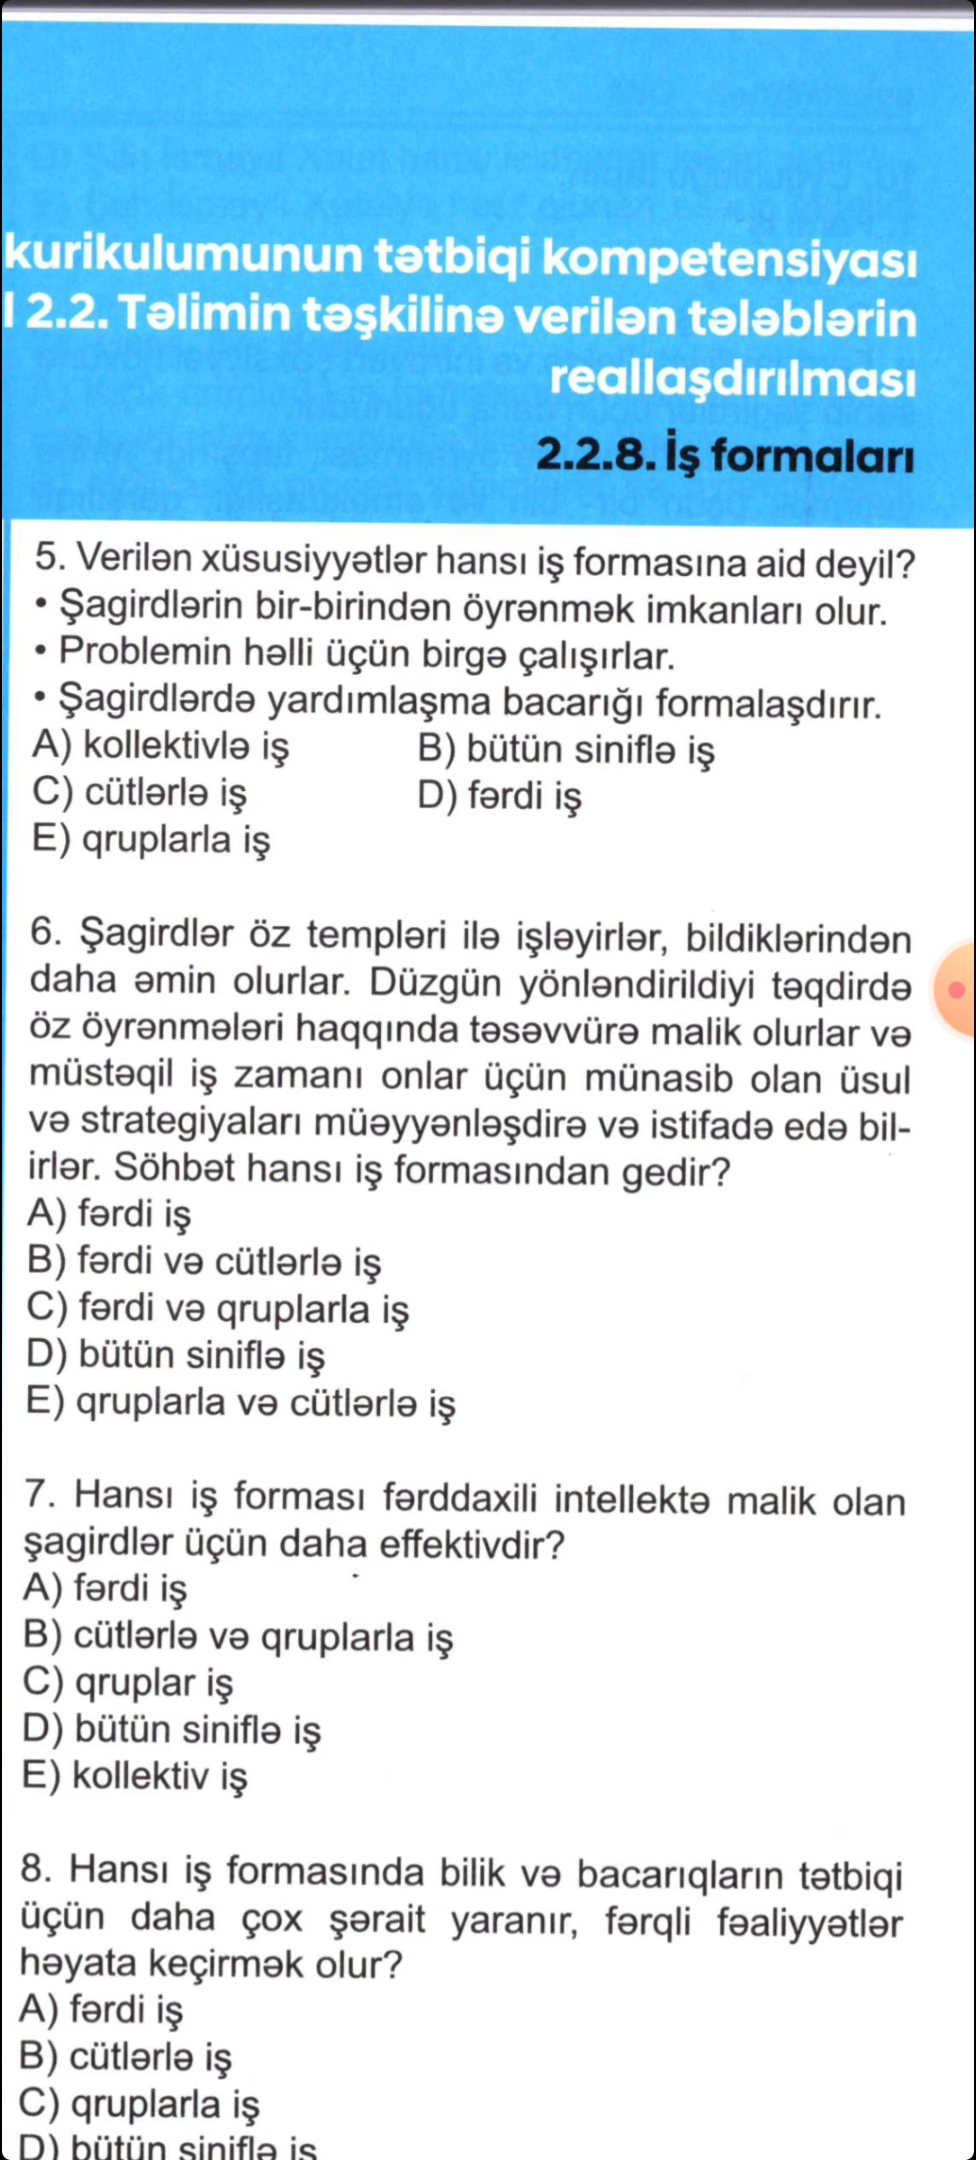 kurikulumunun tətbiqi kompetensiyası
l 2.2. Təlimin təşkilinə verilən tələblərin
reallaşdırılması
2.2.8. İş formaları
5. Verilən xüsusiyyətlər hansı iş formasına aid deyil?
• Şagirdlərin bir-birindən öyrənmək imkanları olur.
• Problemin həlli üçün birgə çalışırlar.
• Şagirdlərdə yardımlaşma bacarığı formalaşdırır.
A) kollektivlə iş B) bütün siniflə iş
C) cütlərlə iş D) fərdi iş
E) qruplarla iş
6. Şagirdlər öz templəri ilə işləyirlər, bildiklərindən
daha əmin olurlar. Düzgün yönləndirildiyi təqdirdə
öz öyrənmələri haqqında təsəvvürə malik olurlar və
müstəqil iş zamanı onlar üçün münasib olan üsul
və strategiyaları müəyyənləşdirə və istifadə edə bil-
irlər. Söhbət hansı iş formasından gedir?
A) fərdi iş
B) fərdi və cütlərlə iş
C) fərdi və qruplarla iş
D) bütün siniflə iş
E) qruplarla və cütlərlə iş
7. Hansı iş forması fərddaxili intellektə malik olan
şagirdlər üçün daha effektivdir?
A) fərdi iş
B) cütlərlə və qruplarla iş
C) qruplar iş
D) bütün siniflə iş
E) kollektiv iş
8. Hansı iş formasında bilik və bacarıqların tətbiqi
üçün daha çox şərait yaranır, fərqli fəaliyyətlər
həyata keçirmək olur?
A) fərdi iş
B) cütlərlə iş
C) qruplarla iş
D) bütün siniflə iş